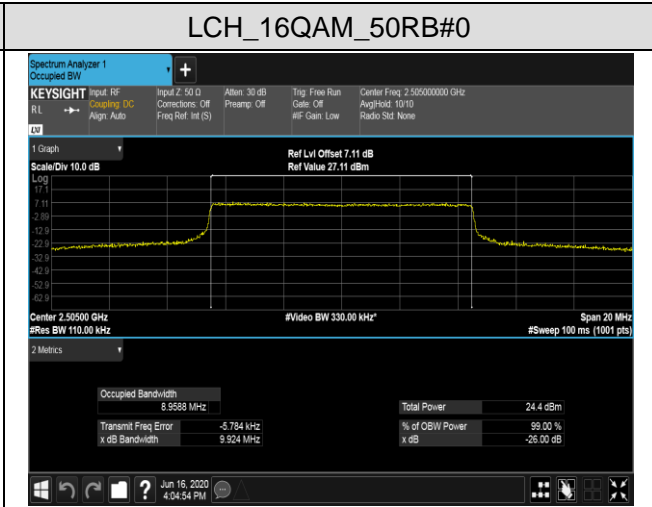 LCH_16QAM_50RB#0
Spectrum Analyzer 1
Occupied BW
+
KEYSIGHT Input: RF Input Z: 50 Ω Atten: 30 dB Trig: Free Run Center Freq: 2.505000000 GHz
RL Coupling: DC Corrections: Off Preamp: Off Gate: Off Avg|Hold: 10/10
Align: Auto Freq Ref: Int (S) #IF Gain: Low Radio Std: None
LXI
1 Graph
Ref Lvl Offset 7.11 dB
Scale/Div 10.0 dB Ref Value 27.11 dBm
Log
17.1
7.11
-2.89
-12.9
-22.9
-32.9
-42.9
-52.9
-62.9
Center 2.50500 GHz #Video BW 330.00 kHz* Span 20 MHz
#Res BW 110.00 kHz #Sweep 100 ms (1001 pts)
2 Metrics
Occupied Bandwidth
8.9588 MHz Total Power 24.4 dBm
Transmit Freq Error -5.784 kHz % of OBW Power 99.00 %
x dB Bandwidth 9.924 MHz x dB -26.00 dB
? Jun 16, 2020
4:04:54 PM